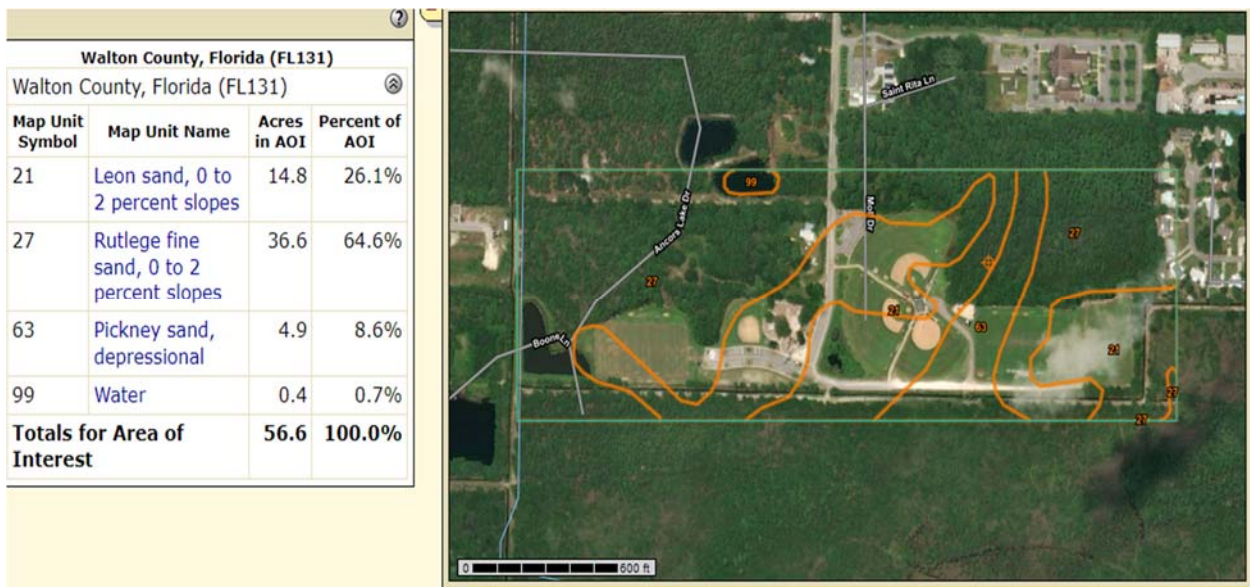 ?
Walton County, Florida (FL131)
Walton County, Florida (FL131)
Map Unit Symbol Map Unit Name Acres in AOI Percent of AOI
21 Leon sand, 0 to 2 percent slopes 14.8 26.1%
27 Rutlege fine sand, 0 to 2 percent slopes 36.6 64.6%
63 Pickney sand, depressional 4.9 8.6%
99 Water 0.4 0.7%
Totals for Area of Interest 56.6 100.0%
Saint Rita Ln
99
Moll Dr
Ancora Lake Dr
27
27
21
63
Boone Ln
21
27
27
0 600 ft